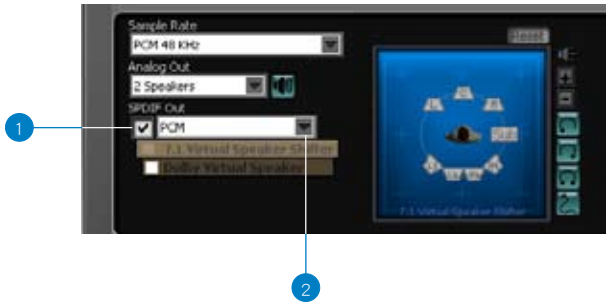 Sample Rate
PCM 48 KHz
Reset
Analog Out
2 Speakers
SPDIF Out
PCM
7.1 Virtual Speaker Shifter
Dolby Virtual Speaker
7.1 Virtual Speaker Shifter
1
2